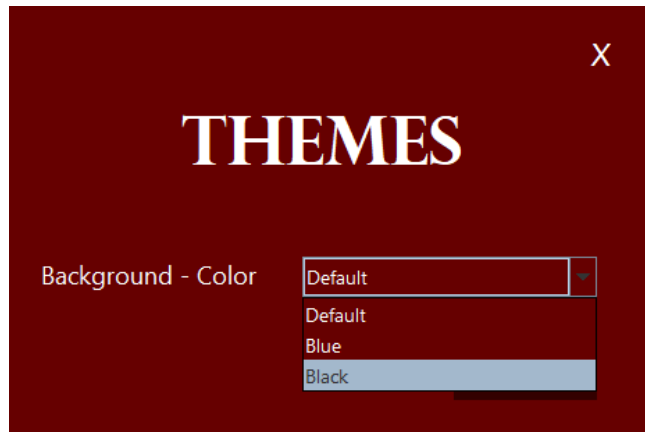 X
THEMES
Background - Color
Default
Default
Blue
Black